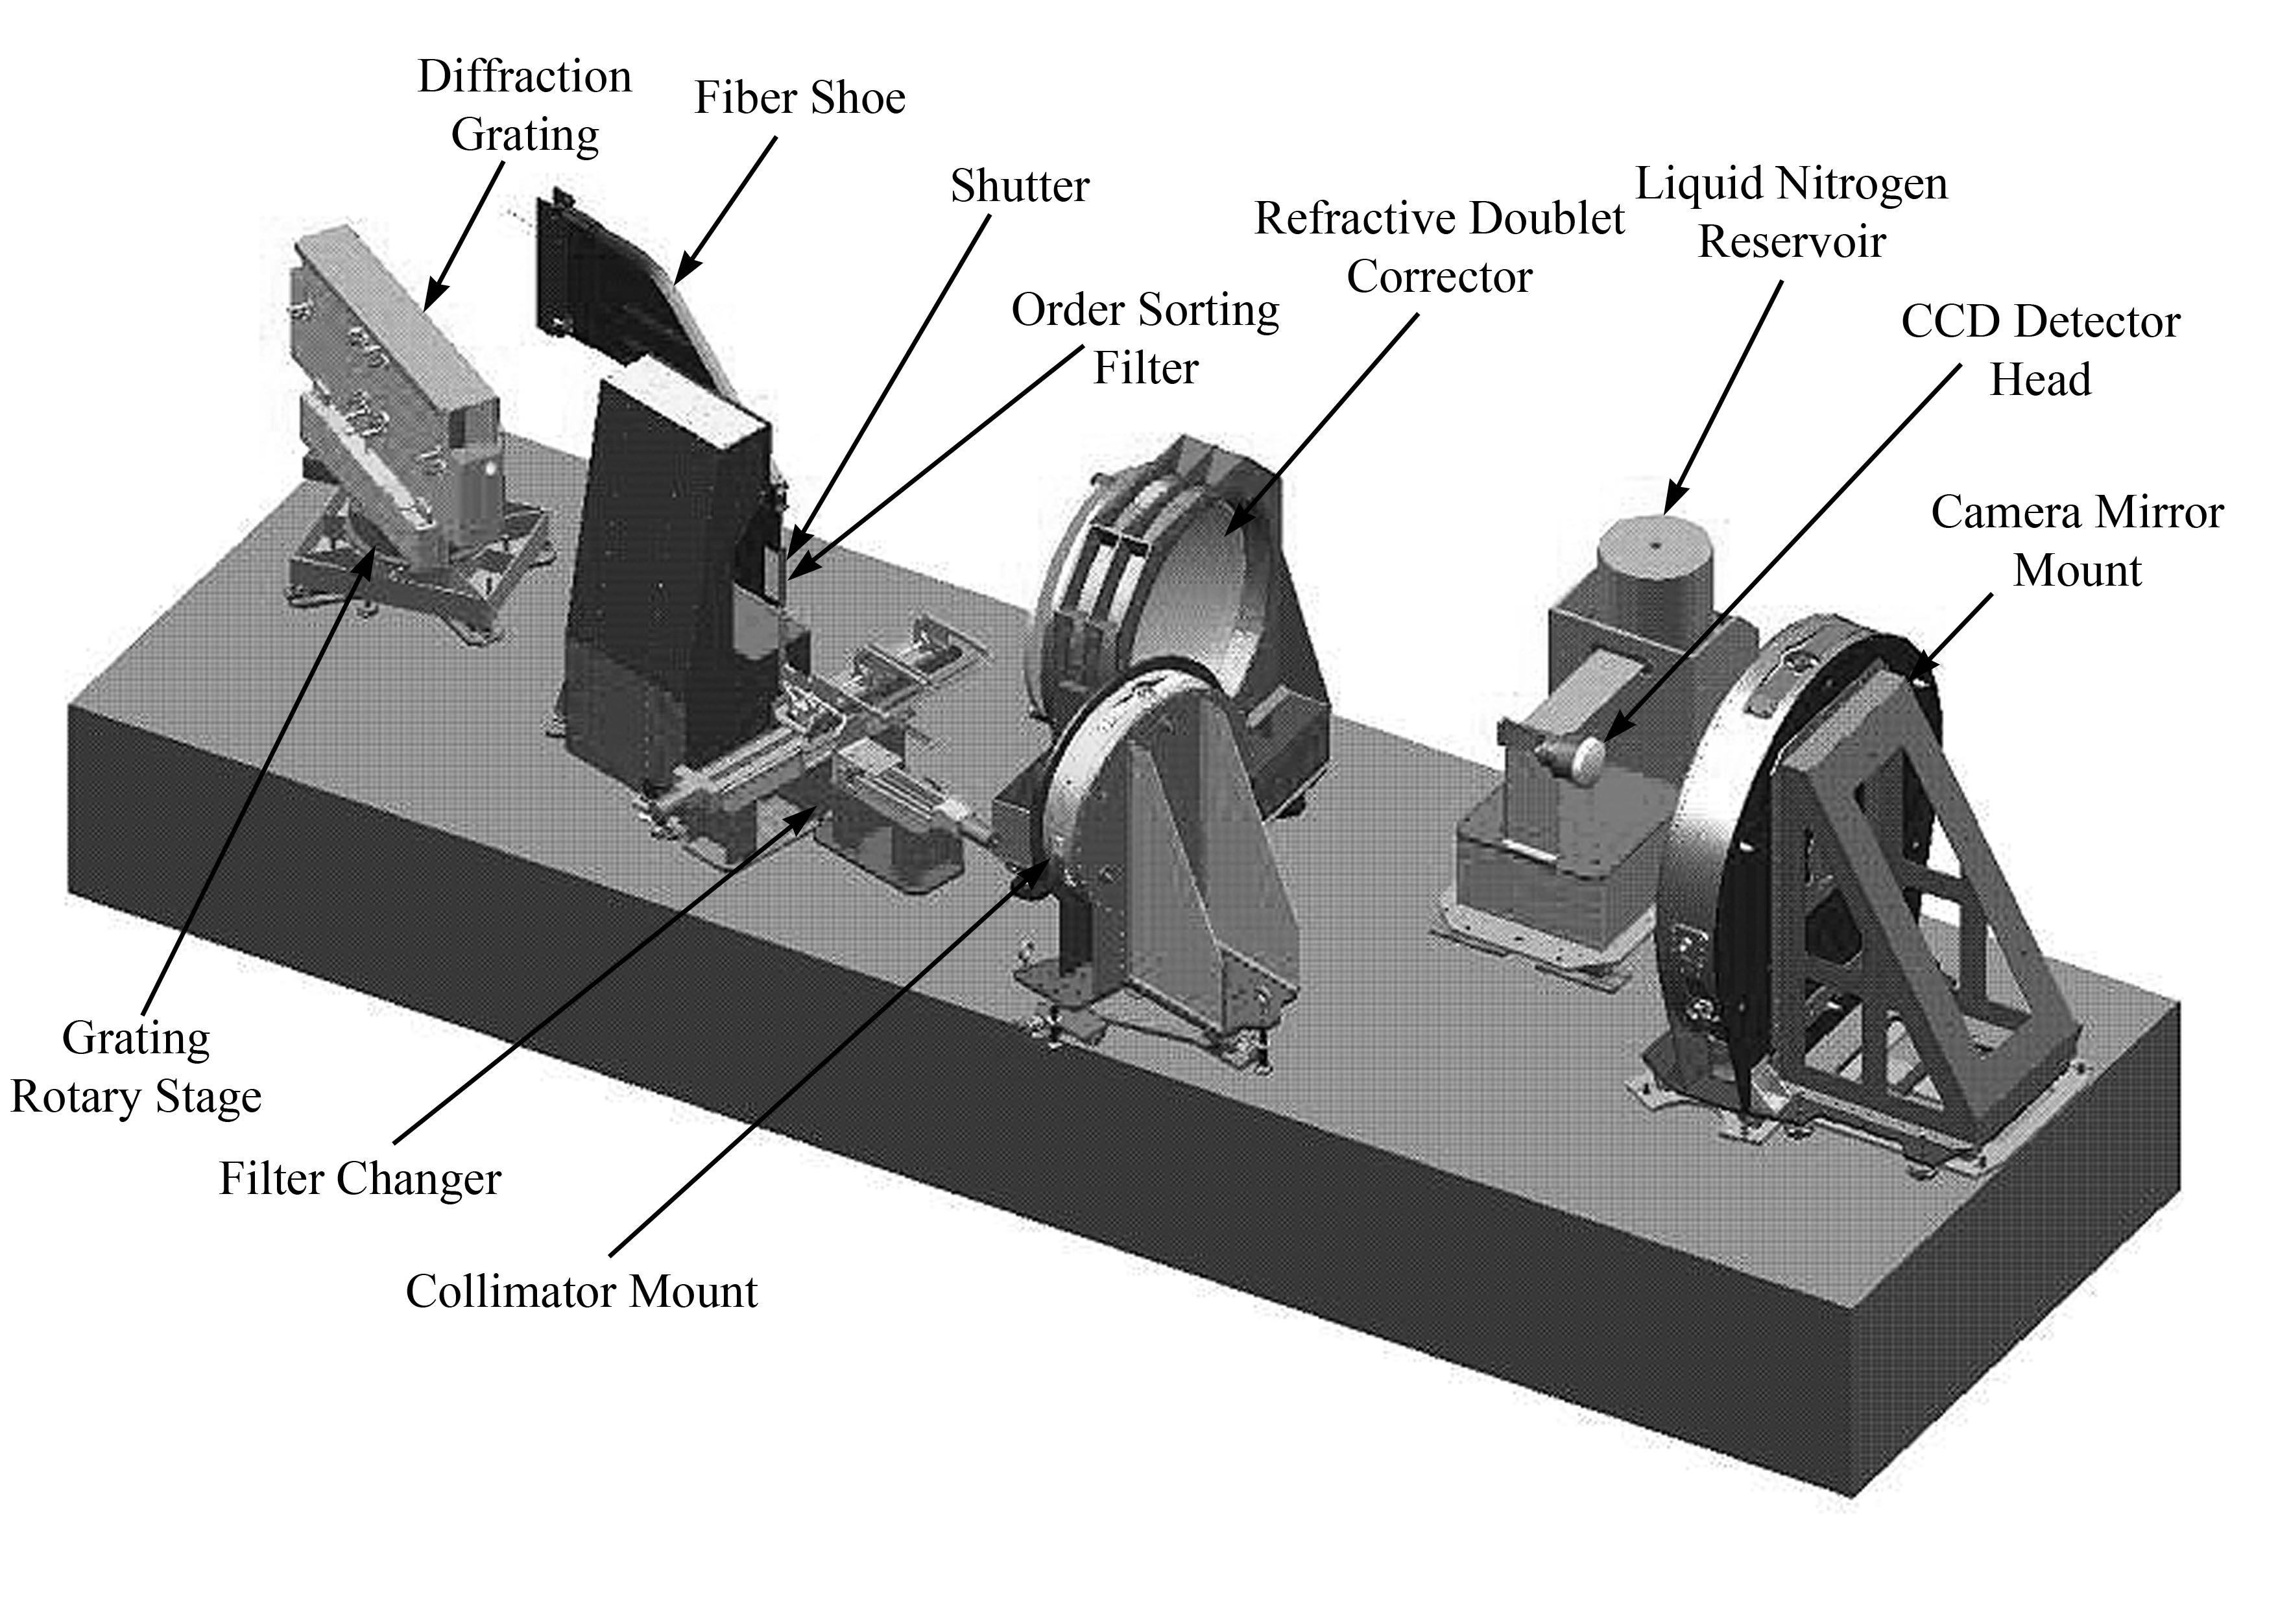 Diffraction
Grating
Fiber Shoe
Shutter
Order Sorting
Filter
Refractive Doublet
Corrector
Liquid Nitrogen
Reservoir
CCD Detector
Head
Camera Mirror
Mount
Grating
Rotary Stage
Filter Changer
Collimator Mount